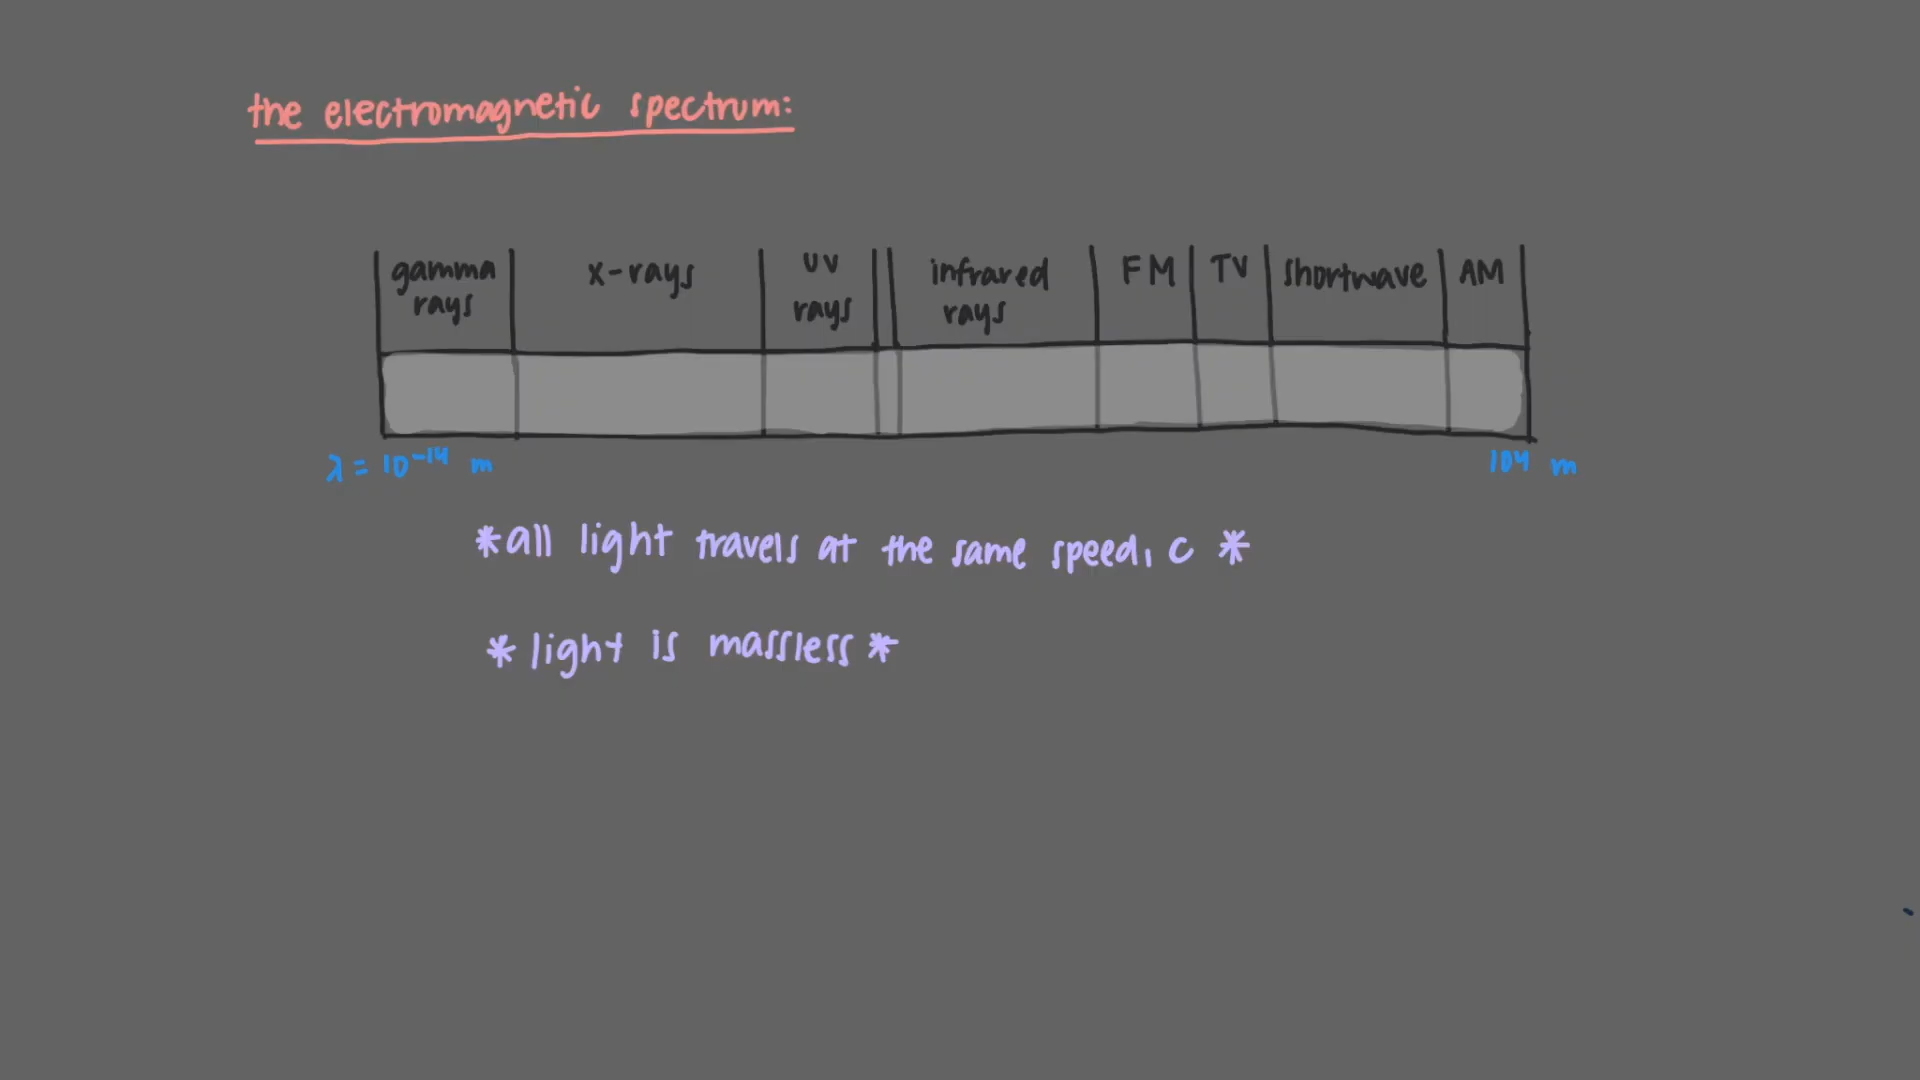 the electromagnetic spectrum:
gamma rays
x-rays
UV rays
infrared rays
FM
TV
shortwave
AM
λ = 10⁻¹⁴ m
10⁴ m
*all light travels at the same speed, c *
* light is massless *